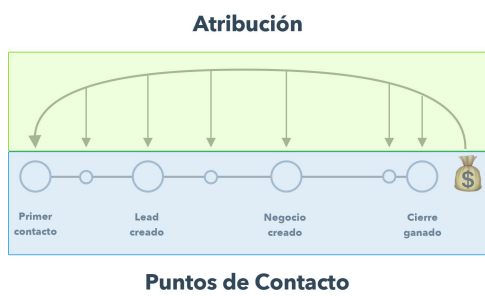 Atribución
$
Primer
contacto
Lead
creado
Negocio
creado
Cierre
ganado
Puntos de Contacto